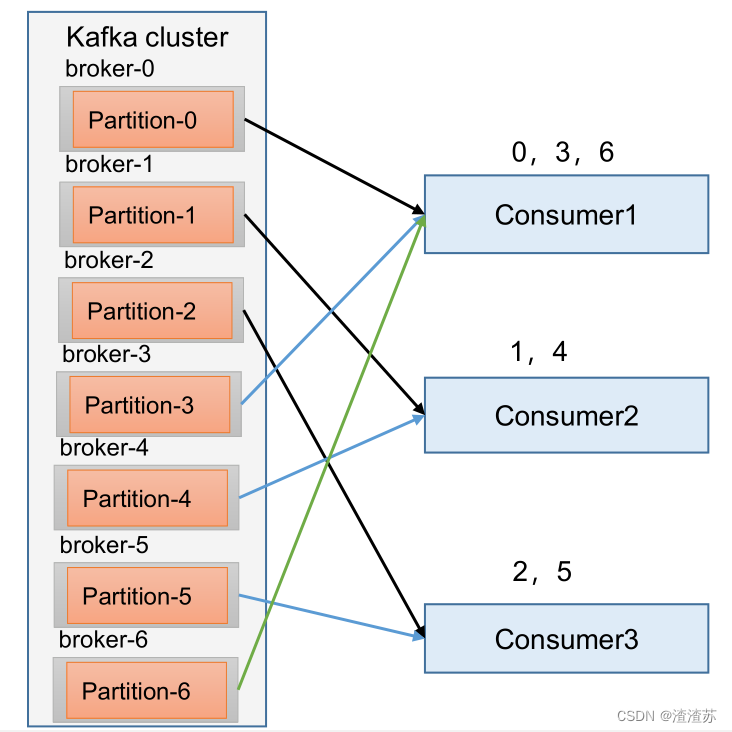 Kafka cluster
broker-0
Partition-0
broker-1
Partition-1
broker-2
Partition-2
broker-3
Partition-3
broker-4
Partition-4
broker-5
Partition-5
broker-6
Partition-6
0，3，6
Consumer1
1，4
Consumer2
2，5
Consumer3
CSDN @渣渣苏